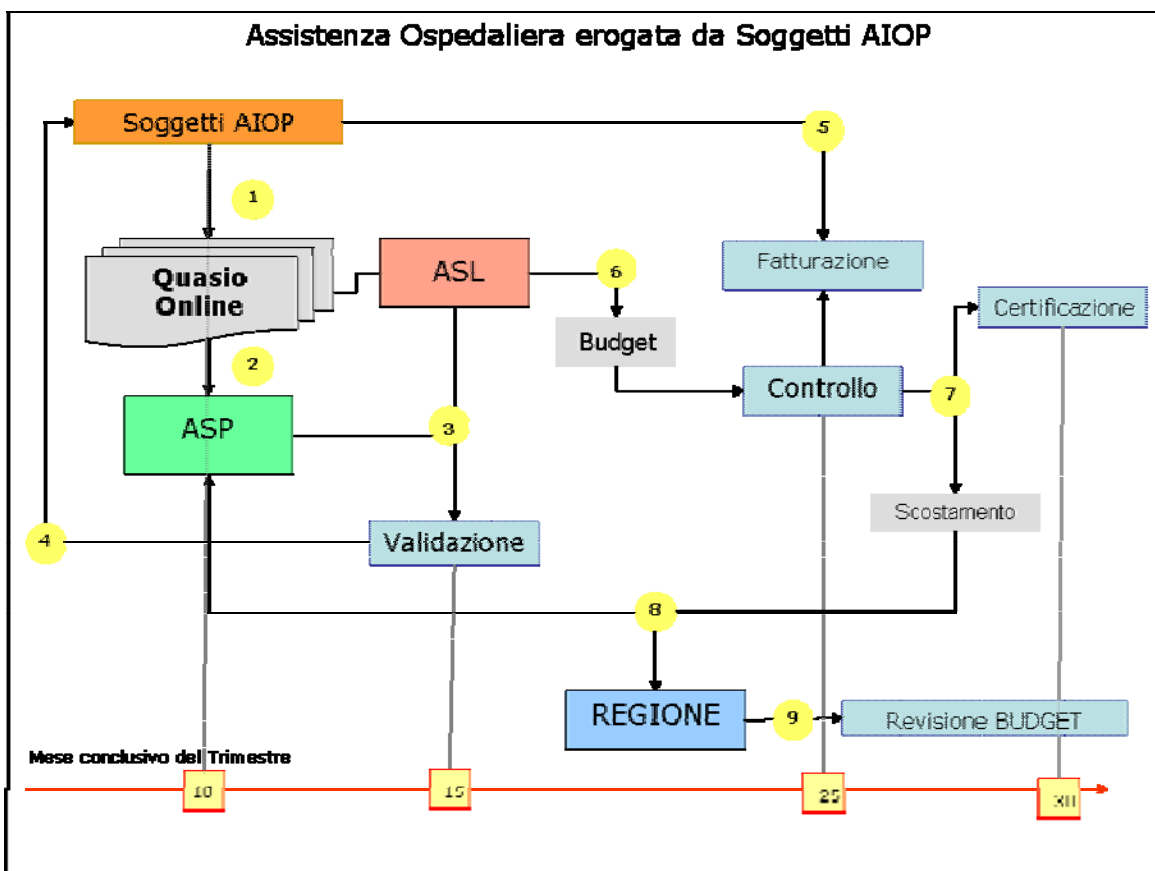 Assistenza Ospedaliera erogata da Soggetti AIOP
Soggetti AIOP
5
1
Quasio
Online
ASL
6
Fatturazione
Certificazione
Budget
2
Controllo
7
ASP
3
Scostamento
4
Validazione
8
REGIONE
9
Revisione BUDGET
Mese conclusivo del Trimestre
10
15
25
30